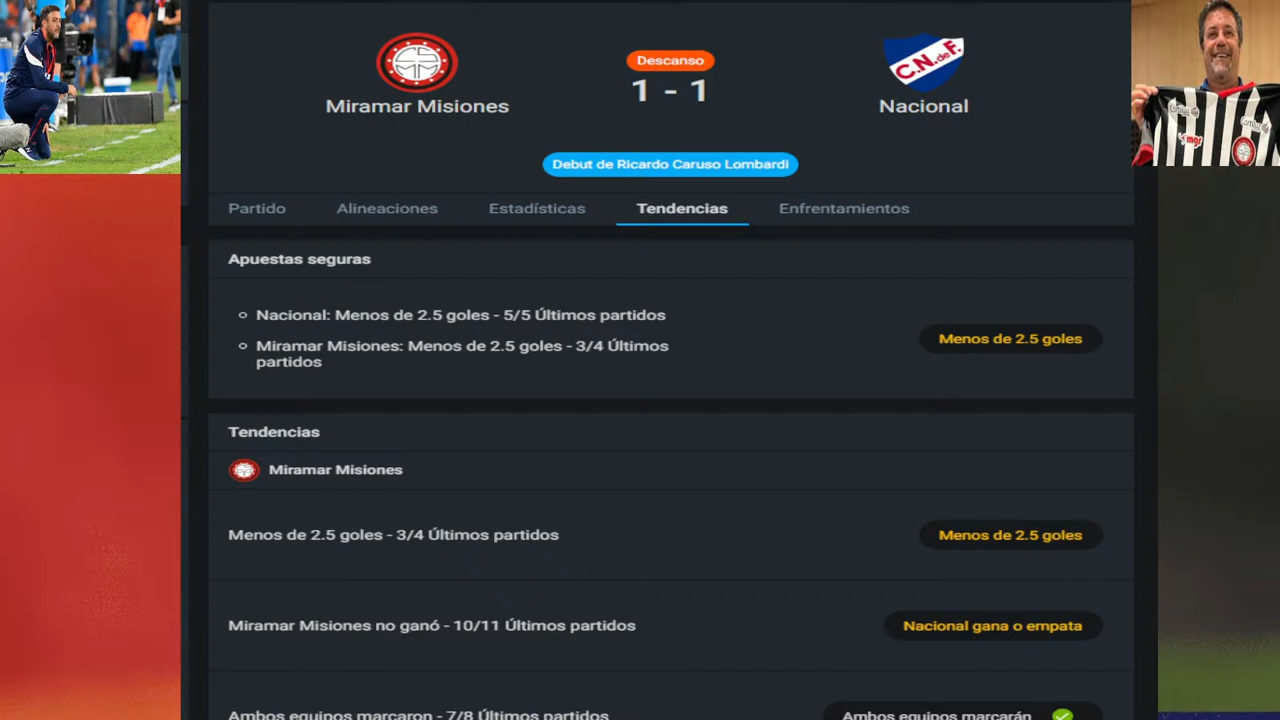 Descanso
1 - 1
Miramar Misiones
C.N. de F.
Nacional
Debut de Ricardo Caruso Lombardi
Partido
Alineaciones
Estadísticas
Tendencias
Enfrentamientos
Apuestas seguras
Nacional: Menos de 2.5 goles - 5/5 Últimos partidos
Miramar Misiones: Menos de 2.5 goles - 3/4 Últimos
partidos
Menos de 2.5 goles
Tendencias
Miramar Misiones
Menos de 2.5 goles - 3/4 Últimos partidos
Menos de 2.5 goles
Miramar Misiones no ganó - 10/11 Últimos partidos
Nacional gana o empata
Ambos equipos marcaron - 7/8 Últimos partidos
Ambos equipos marcarán